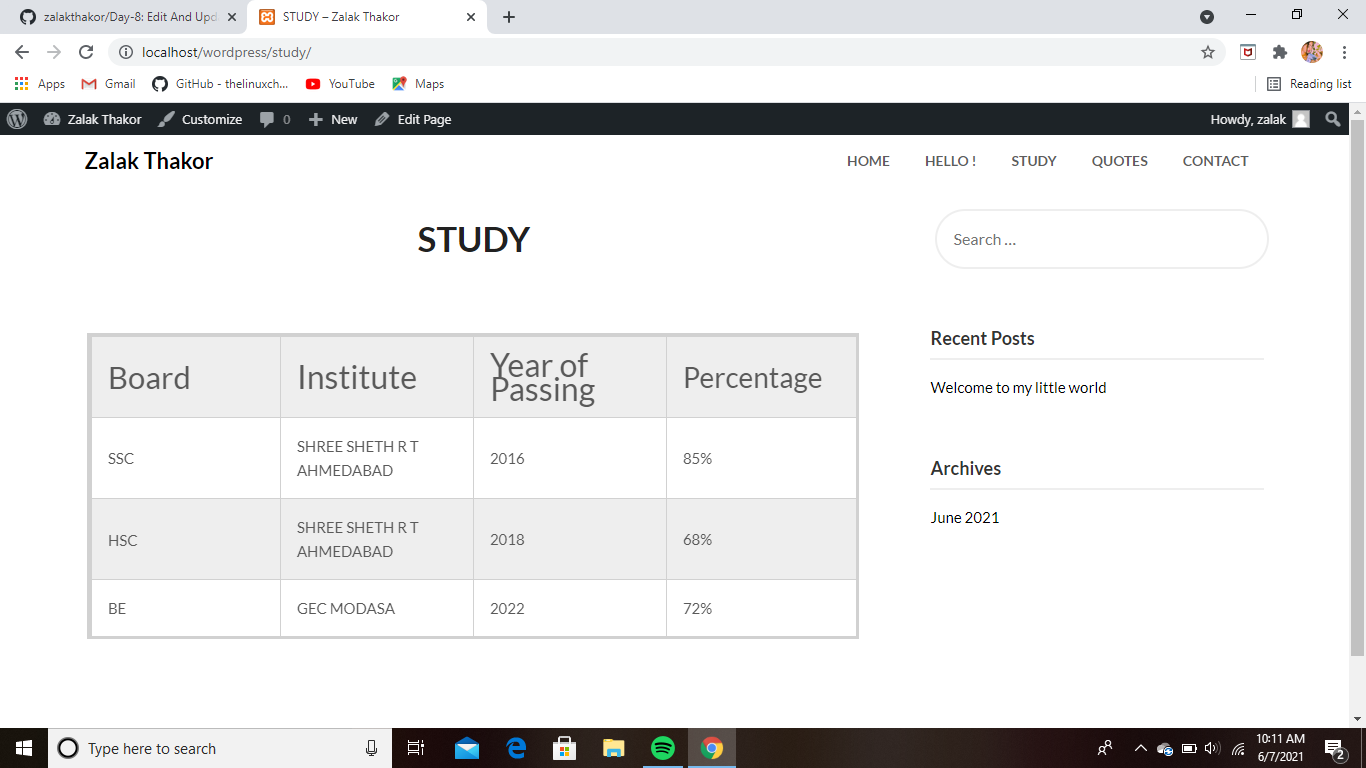 zalakthakor/Day-8: Edit And Upd
STUDY – Zalak Thakor
localhost/wordpress/study/
Apps
Gmail
GitHub - thelinuxch...
YouTube
Maps
Reading list
Zalak Thakor
Customize
0
New
Edit Page
Howdy, zalak
Zalak Thakor
HOME
HELLO !
STUDY
QUOTES
CONTACT
STUDY
Search …
Board
Institute
Year of
Passing
Percentage
SSC
SHREE SHETH R T
AHMEDABAD
2016
85%
HSC
SHREE SHETH R T
AHMEDABAD
2018
68%
BE
GEC MODASA
2022
72%
Recent Posts
Welcome to my little world
Archives
June 2021
Type here to search
10:11 AM
6/7/2021
2